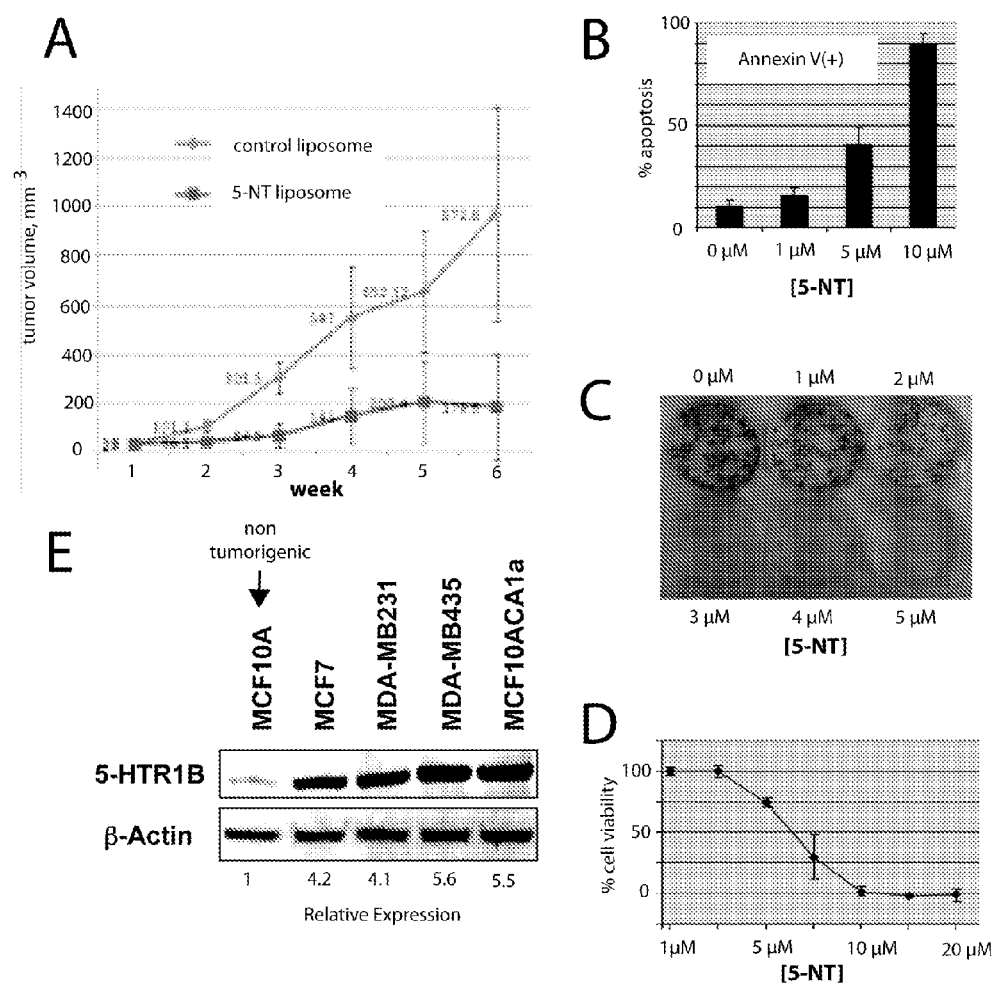 A
tumor volume, mm 3
1400
1200
1000
800
600
400
200
0
control liposome
5-NT liposome
1 2 3 4 5 6
week
B
% apoptosis
100
50
0
Annexin V(+)
0 µM 1 µM 5 µM 10 µM
[5-NT]
C
0 µM 1 µM 2 µM
3 µM 4 µM 5 µM
[5-NT]
D
% cell viability
100
50
0
1µM 5 µM 10 µM 20 µM
[5-NT]
E
non
tumorigenic
MCF10A
MCF7
MDA-MB231
MDA-MB435
MCF10ACA1a
5-HTR1B
β-Actin
1 4.2 4.1 5.6 5.5
Relative Expression